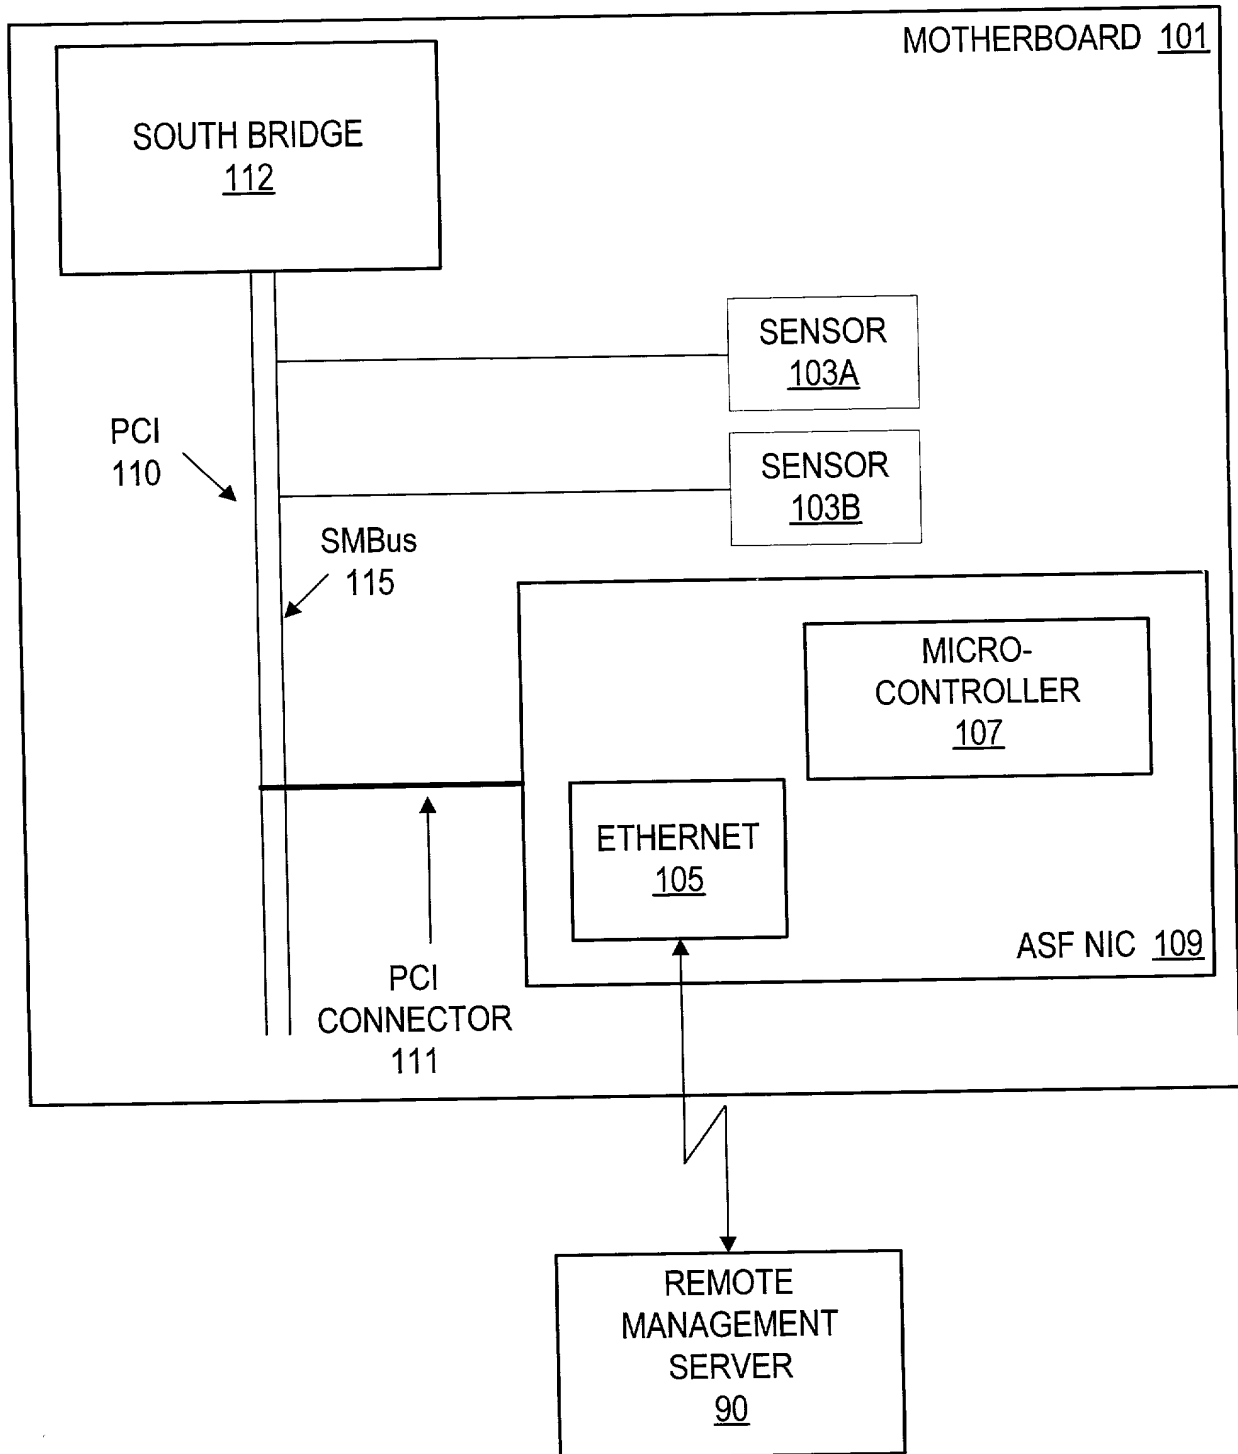 MOTHERBOARD 101
SOUTH BRIDGE
112
SENSOR
103A
PCI
110
SENSOR
103B
SMBus
115
MICRO-
CONTROLLER
107
ETHERNET
105
ASF NIC 109
PCI
CONNECTOR
111
REMOTE
MANAGEMENT
SERVER
90